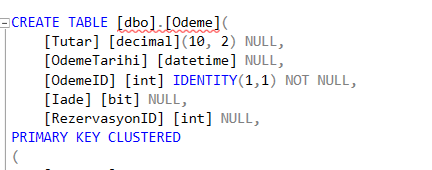 CREATE TABLE [dbo].[Odeme](
[Tutar] [decimal](10, 2) NULL,
[OdemeTarihi] [datetime] NULL,
[OdemeID] [int] IDENTITY(1,1) NOT NULL,
[Iade] [bit] NULL,
[RezervasyonID] [int] NULL,
PRIMARY KEY CLUSTERED
(